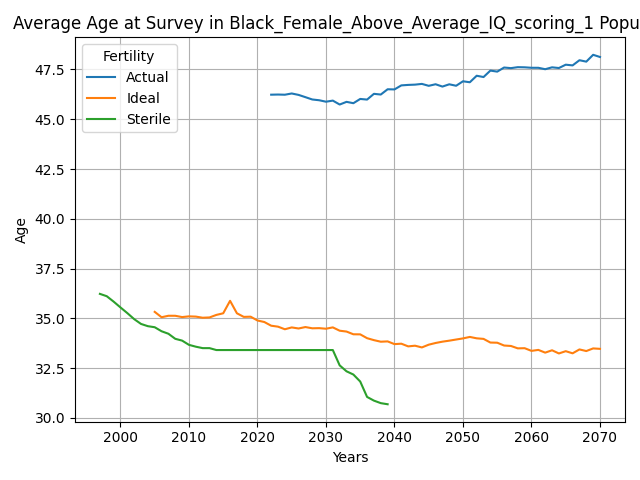 Average Age at Survey in Black_Female_Above_Average_IQ_scoring_1 Popu
Fertility
Actual
Ideal
Sterile
Age
47.5
45.0
42.5
40.0
37.5
35.0
32.5
30.0
2000 2010 2020 2030 2040 2050 2060 2070
Years